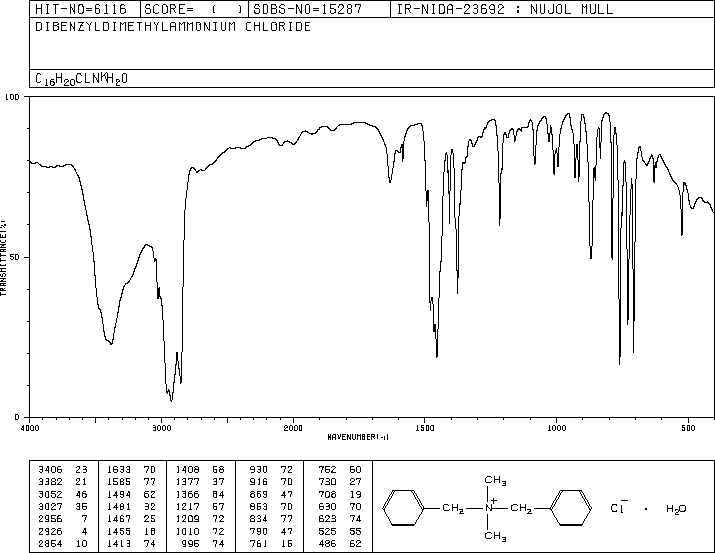 HIT-NO=6116 SCORE= ( ) SDBS-NO=15287 IR-NIDA-23692 : NUJOL MULL
DIBENZYLDIMETHYLAMMONIUM CHLORIDE
C16H20CLNKH2O
100
TRANSMITTANCE(%)
50
0
4000 3000 2000 1500 1000 500
WAVENUMBER(-1)
3406 23 1633 70 1408 68 930 72 752 60
3382 21 1585 77 1377 37 916 70 730 27
3052 46 1494 62 1366 84 869 47 708 19
3027 35 1481 32 1217 57 863 70 630 70
2956 7 1467 25 1209 72 834 77 623 74
2926 4 1455 18 1010 72 790 47 525 55
2854 10 1413 74 995 74 761 15 486 62
CH3
CH2 N+ CH2 Cl− · H2O
CH3